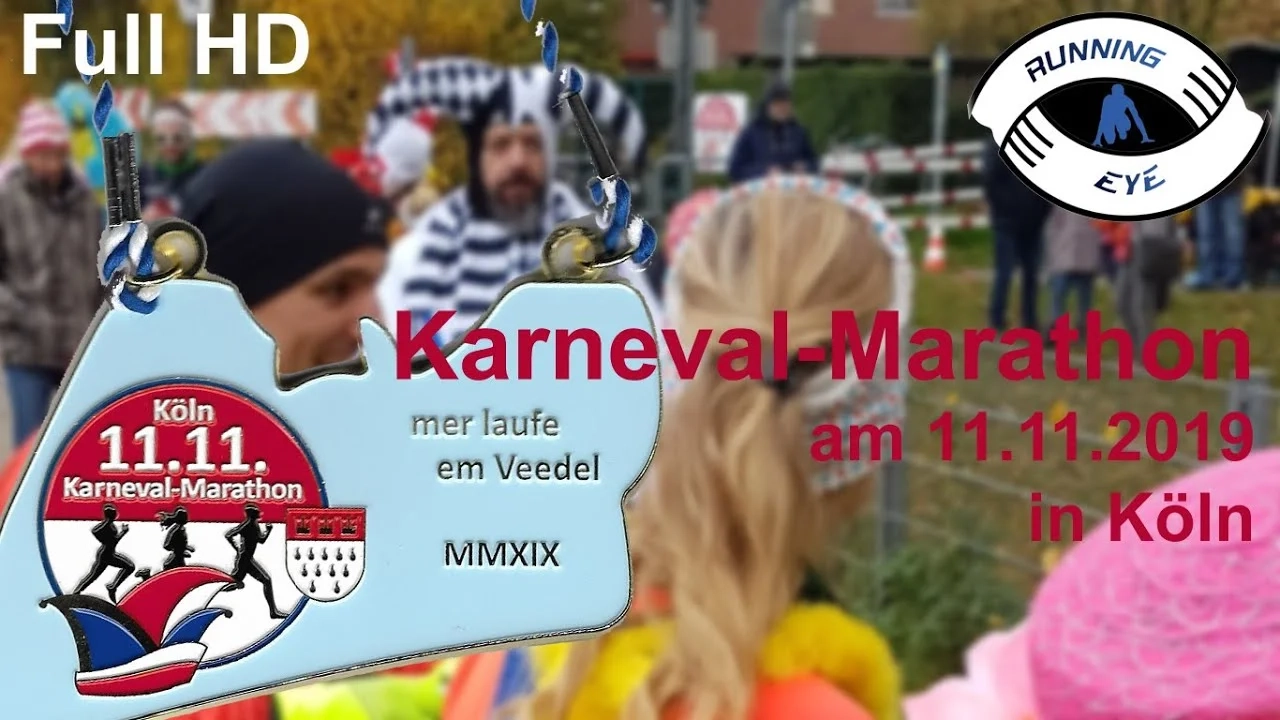 Full HD
RUNNING
EYE
Karneval-Marathon
am 11.11.2019
in Köln
Köln
11.11.
Karneval-Marathon
mer laufe
em Veedel
MMXIX